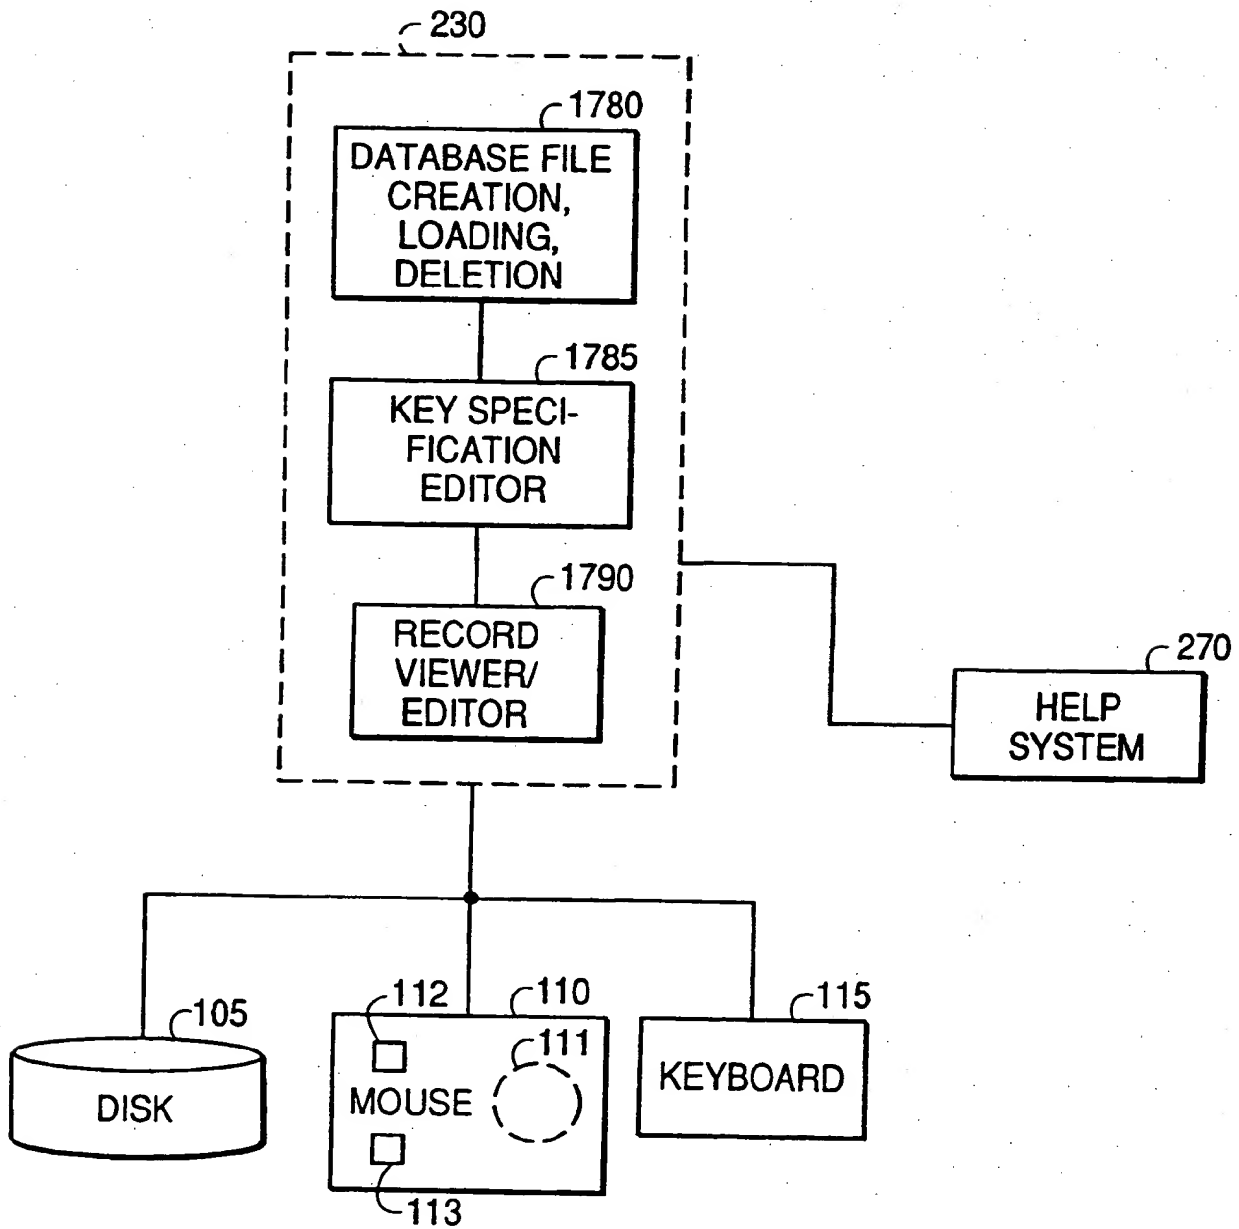 230
1780
DATABASE FILE
CREATION,
LOADING,
DELETION
1785
KEY SPECI-
FICATION
EDITOR
1790
RECORD
VIEWER/
EDITOR
270
HELP
SYSTEM
105
DISK
112
110
111
MOUSE
113
115
KEYBOARD